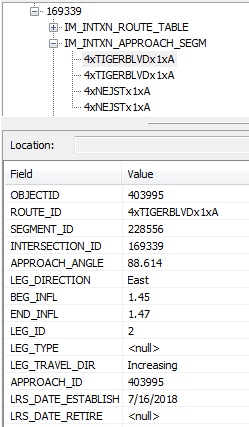 169339
IM_INTXN_ROUTE_TABLE
IM_INTXN_APPROACH_SEGM
4xTIGERBLVDx1xA
4xTIGERBLVDx1xA
4xNEJSTx1xA
4xNEJSTx1xA
Location:
Field Value
OBJECTID 403995
ROUTE_ID 4xTIGERBLVDx1xA
SEGMENT_ID 228556
INTERSECTION_ID 169339
APPROACH_ANGLE 88.614
LEG_DIRECTION East
BEG_INFL 1.45
END_INFL 1.47
LEG_ID 2
LEG_TYPE <null>
LEG_TRAVEL_DIR Increasing
APPROACH_ID 403995
LRS_DATE_ESTABLISH 7/16/2018
LRS_DATE_RETIRE <null>